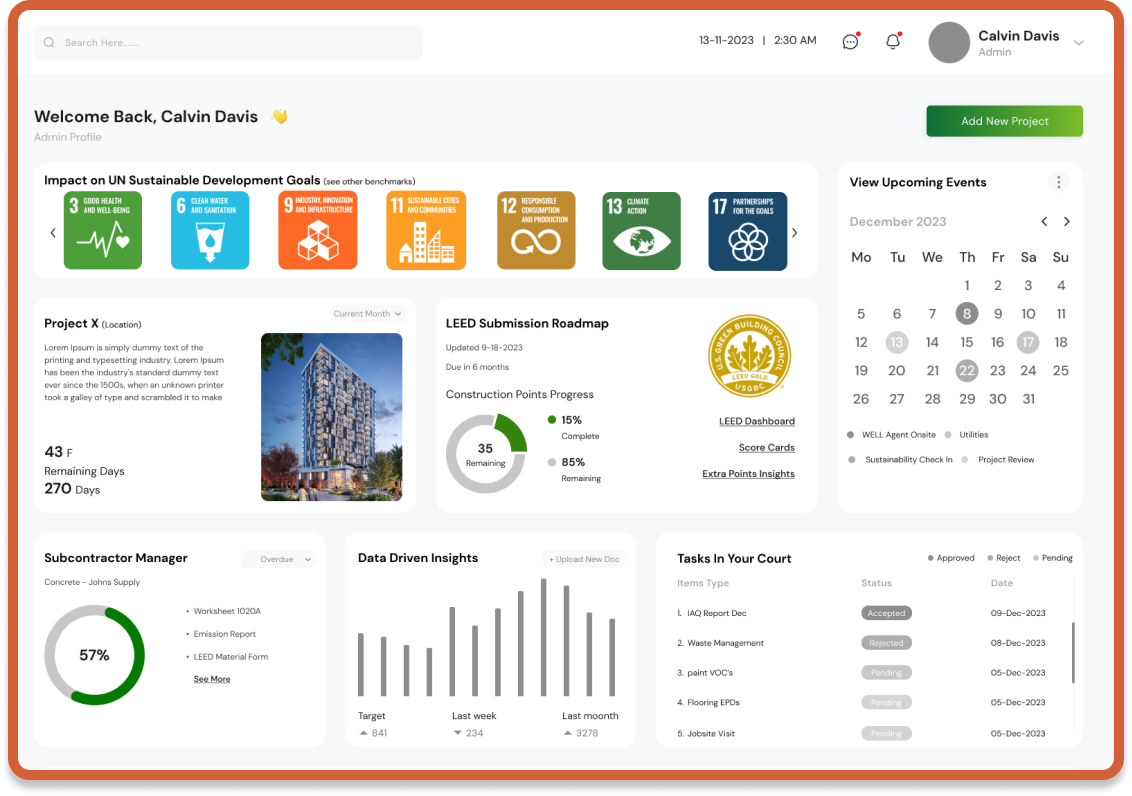 Search Here......
13-11-2023 | 2:30 AM
Calvin Davis
Admin
Welcome Back, Calvin Davis
Admin Profile
Add New Project
Impact on UN Sustainable Development Goals (see other benchmarks)
3 GOOD HEALTH
AND WELL-BEING
6 CLEAN WATER
AND SANITATION
9 INDUSTRY, INNOVATION
AND INFRASTRUCTURE
11 SUSTAINABLE CITIES
AND COMMUNITIES
12 RESPONSIBLE
CONSUMPTION
AND PRODUCTION
13 CLIMATE
ACTION
17 PARTNERSHIPS
FOR THE GOALS
View Upcoming Events
December 2023
Mo Tu We Th Fr Sa Su
1 2 3 4
5 6 7 8 9 10 11
12 13 14 15 16 17 18
19 20 21 22 23 24 25
26 27 28 29 30 31
WELL Agent Onsite Utilities
Sustainability Check In Project Review
Project X (Location)
Current Month
Lorem Ipsum is simply dummy text of the
printing and typesetting industry. Lorem Ipsum
has been the industry's standard dummy text
ever since the 1500s, when an unknown printer
took a galley of type and scrambled it to make
43 F
Remaining Days
270 Days
LEED Submission Roadmap
Updated 9-18-2023
Due in 6 months
Construction Points Progress
35
Remaining
15%
Complete
85%
Remaining
U.S. GREEN BUILDING COUNCIL
LEED GOLD
USGBC
LEED Dashboard
Score Cards
Extra Points Insights
Subcontractor Manager
Overdue
Concrete - Johns Supply
57%
• Worksheet 1020A
• Emission Report
• LEED Material Form
See More
Data Driven Insights
+ Upload New Doc
Target Last week Last moonth
841 234 3278
Tasks In Your Court
Approved Reject Pending
Items Type Status Date
1. IAQ Report Dec Accepted 09-Dec-2023
2. Waste Management Rejected 08-Dec-2023
3. paint VOC's Pending 05-Dec-2023
4. Flooring EPDs Pending 05-Dec-2023
5. Jobsite Visit Pending 05-Dec-2023